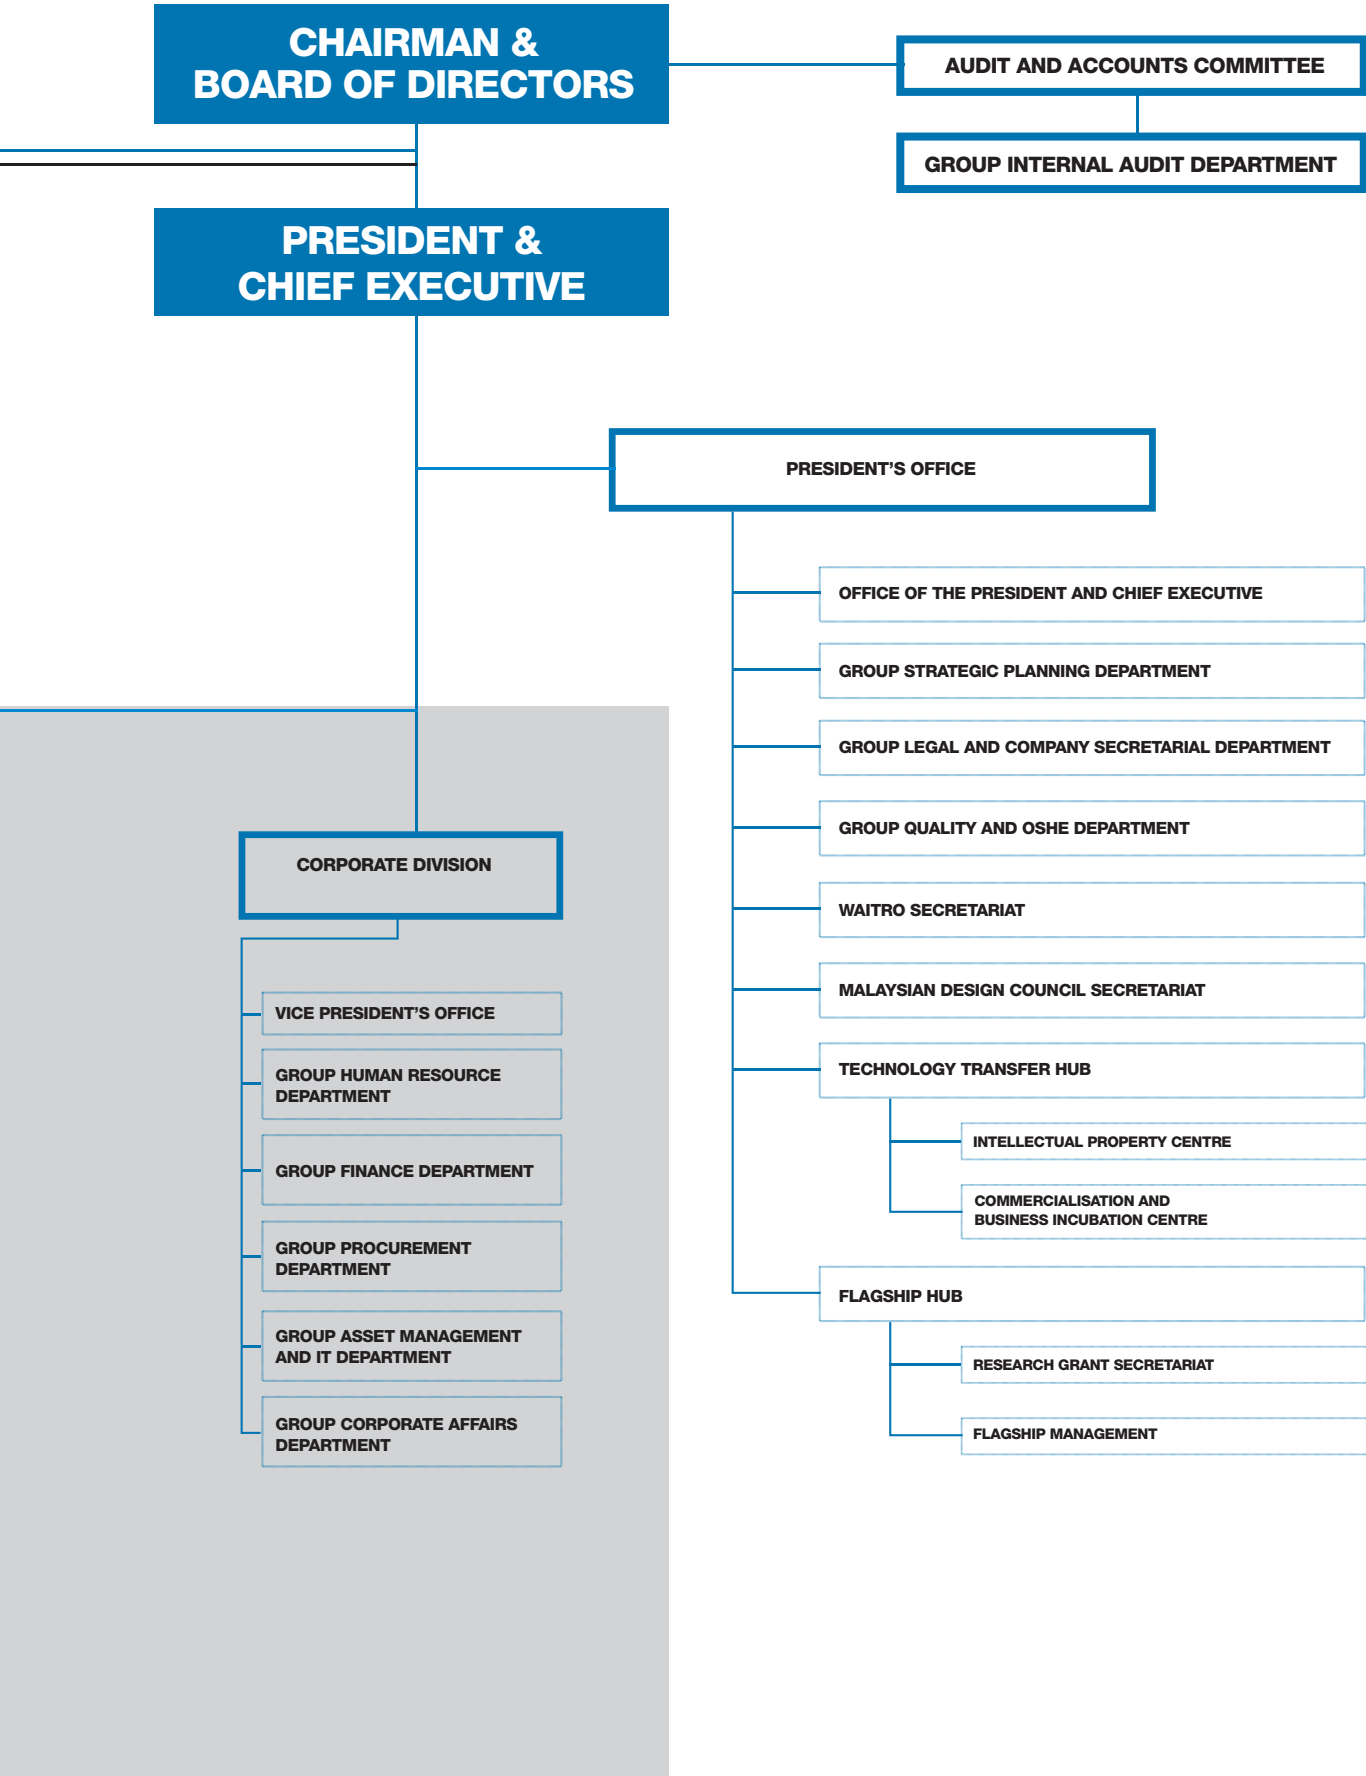 CHAIRMAN &
BOARD OF DIRECTORS
AUDIT AND ACCOUNTS COMMITTEE
GROUP INTERNAL AUDIT DEPARTMENT
PRESIDENT &
CHIEF EXECUTIVE
PRESIDENT’S OFFICE
OFFICE OF THE PRESIDENT AND CHIEF EXECUTIVE
GROUP STRATEGIC PLANNING DEPARTMENT
GROUP LEGAL AND COMPANY SECRETARIAL DEPARTMENT
GROUP QUALITY AND OSHE DEPARTMENT
WAITRO SECRETARIAT
MALAYSIAN DESIGN COUNCIL SECRETARIAT
TECHNOLOGY TRANSFER HUB
INTELLECTUAL PROPERTY CENTRE
COMMERCIALISATION AND
BUSINESS INCUBATION CENTRE
FLAGSHIP HUB
RESEARCH GRANT SECRETARIAT
FLAGSHIP MANAGEMENT
CORPORATE DIVISION
VICE PRESIDENT’S OFFICE
GROUP HUMAN RESOURCE
DEPARTMENT
GROUP FINANCE DEPARTMENT
GROUP PROCUREMENT
DEPARTMENT
GROUP ASSET MANAGEMENT
AND IT DEPARTMENT
GROUP CORPORATE AFFAIRS
DEPARTMENT